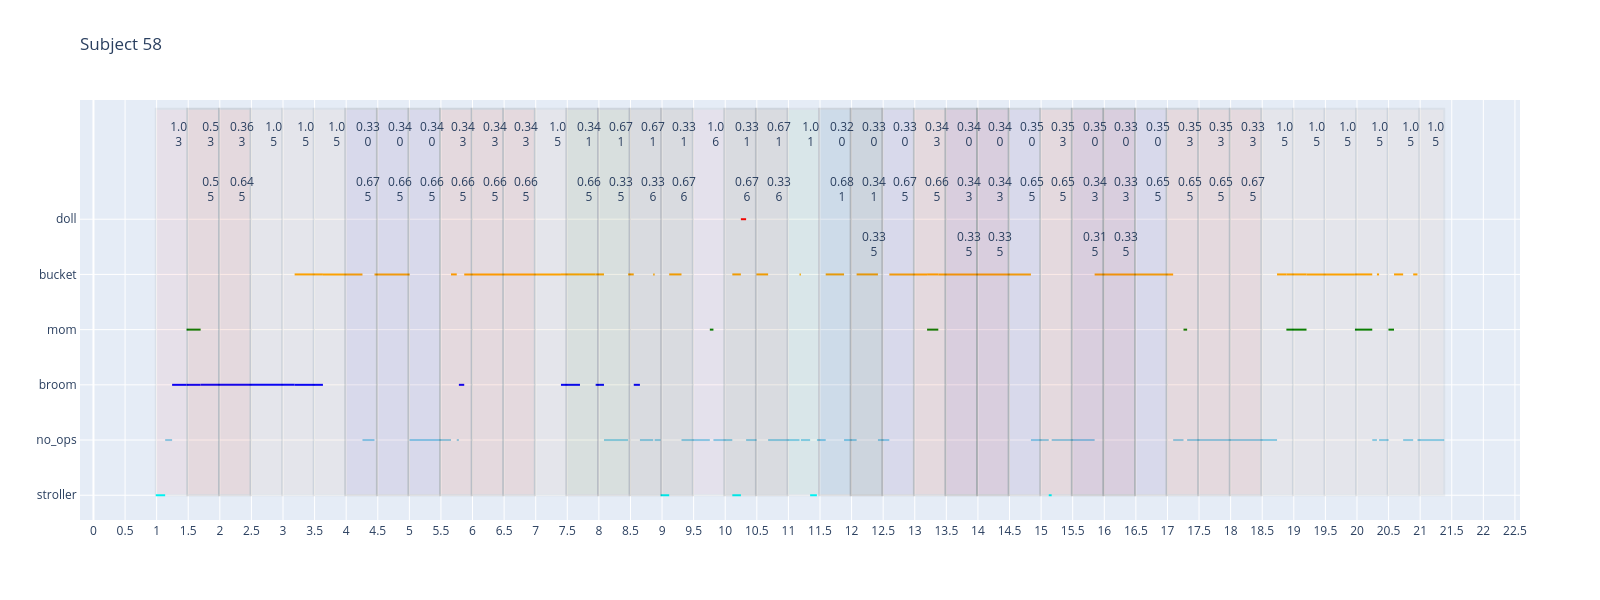 Subject 58
1.0 0.5 0.36 1.0 1.0 1.0 0.33 0.34 0.34 0.34 0.34 0.34 1.0 0.34 0.67 0.67 0.33 1.0 0.33 0.67 1.0 0.32 0.33 0.33 0.34 0.34 0.34 0.35 0.35 0.35 0.33 0.35 0.35 0.33 0.33 1.0 1.0 1.0 1.0 1.0 1.0
3 3 3 5 5 5 0 0 0 3 3 3 5 1 1 1 1 6 1 1 1 0 0 0 3 0 0 0 3 0 0 0 3 3 3 5 5 5 5 5 5
0.5 0.64 0.67 0.66 0.66 0.66 0.66 0.66 0.66 0.33 0.33 0.67 0.67 0.33 0.68 0.34 0.67 0.66 0.34 0.34 0.65 0.65 0.34 0.33 0.65 0.65 0.65 0.67
5 5 5 5 5 5 5 5 5 5 6 6 6 6 1 1 5 5 3 3 5 5 3 3 5 5 5 5
doll
0.33 0.33 0.33 0.31 0.33
5 5 5 5 5
bucket
mom
broom
no_ops
stroller
0 0.5 1 1.5 2 2.5 3 3.5 4 4.5 5 5.5 6 6.5 7 7.5 8 8.5 9 9.5 10 10.5 11 11.5 12 12.5 13 13.5 14 14.5 15 15.5 16 16.5 17 17.5 18 18.5 19 19.5 20 20.5 21 21.5 22 22.5